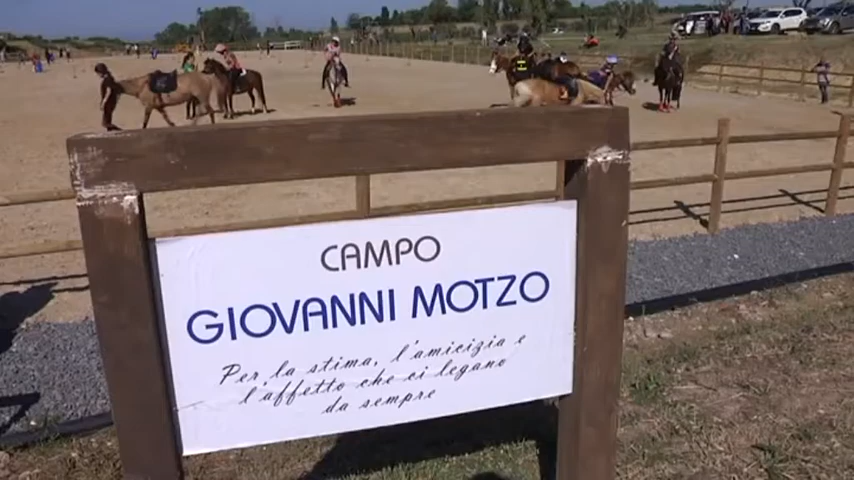 CAMPO
GIOVANNI MOTZO
Per la stima, l'amicizia e
l'affetto che ci legano
da sempre